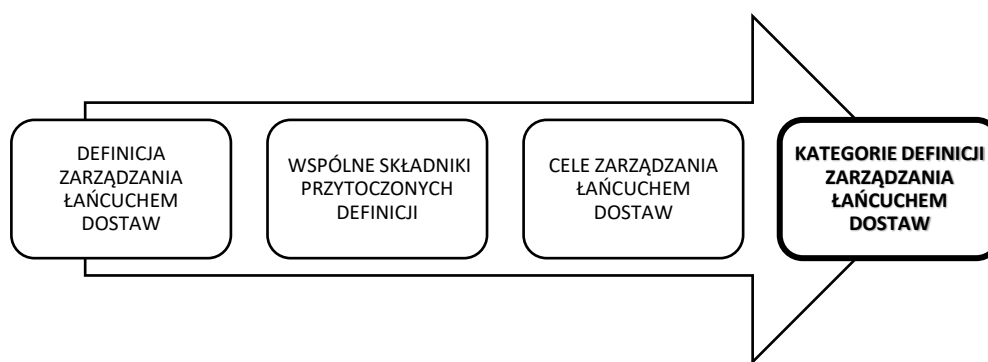 DEFINICJA
ZARZĄDZANIA
ŁAŃCUCHEM
DOSTAW
WSPÓLNE SKŁADNIKI
PRZYTOCZONYCH
DEFINICJI
CELE ZARZĄDZANIA
ŁAŃCUCHEM
DOSTAW
KATEGORIE DEFINICJI
ZARZĄDZANIA
ŁAŃCUCHEM
DOSTAW